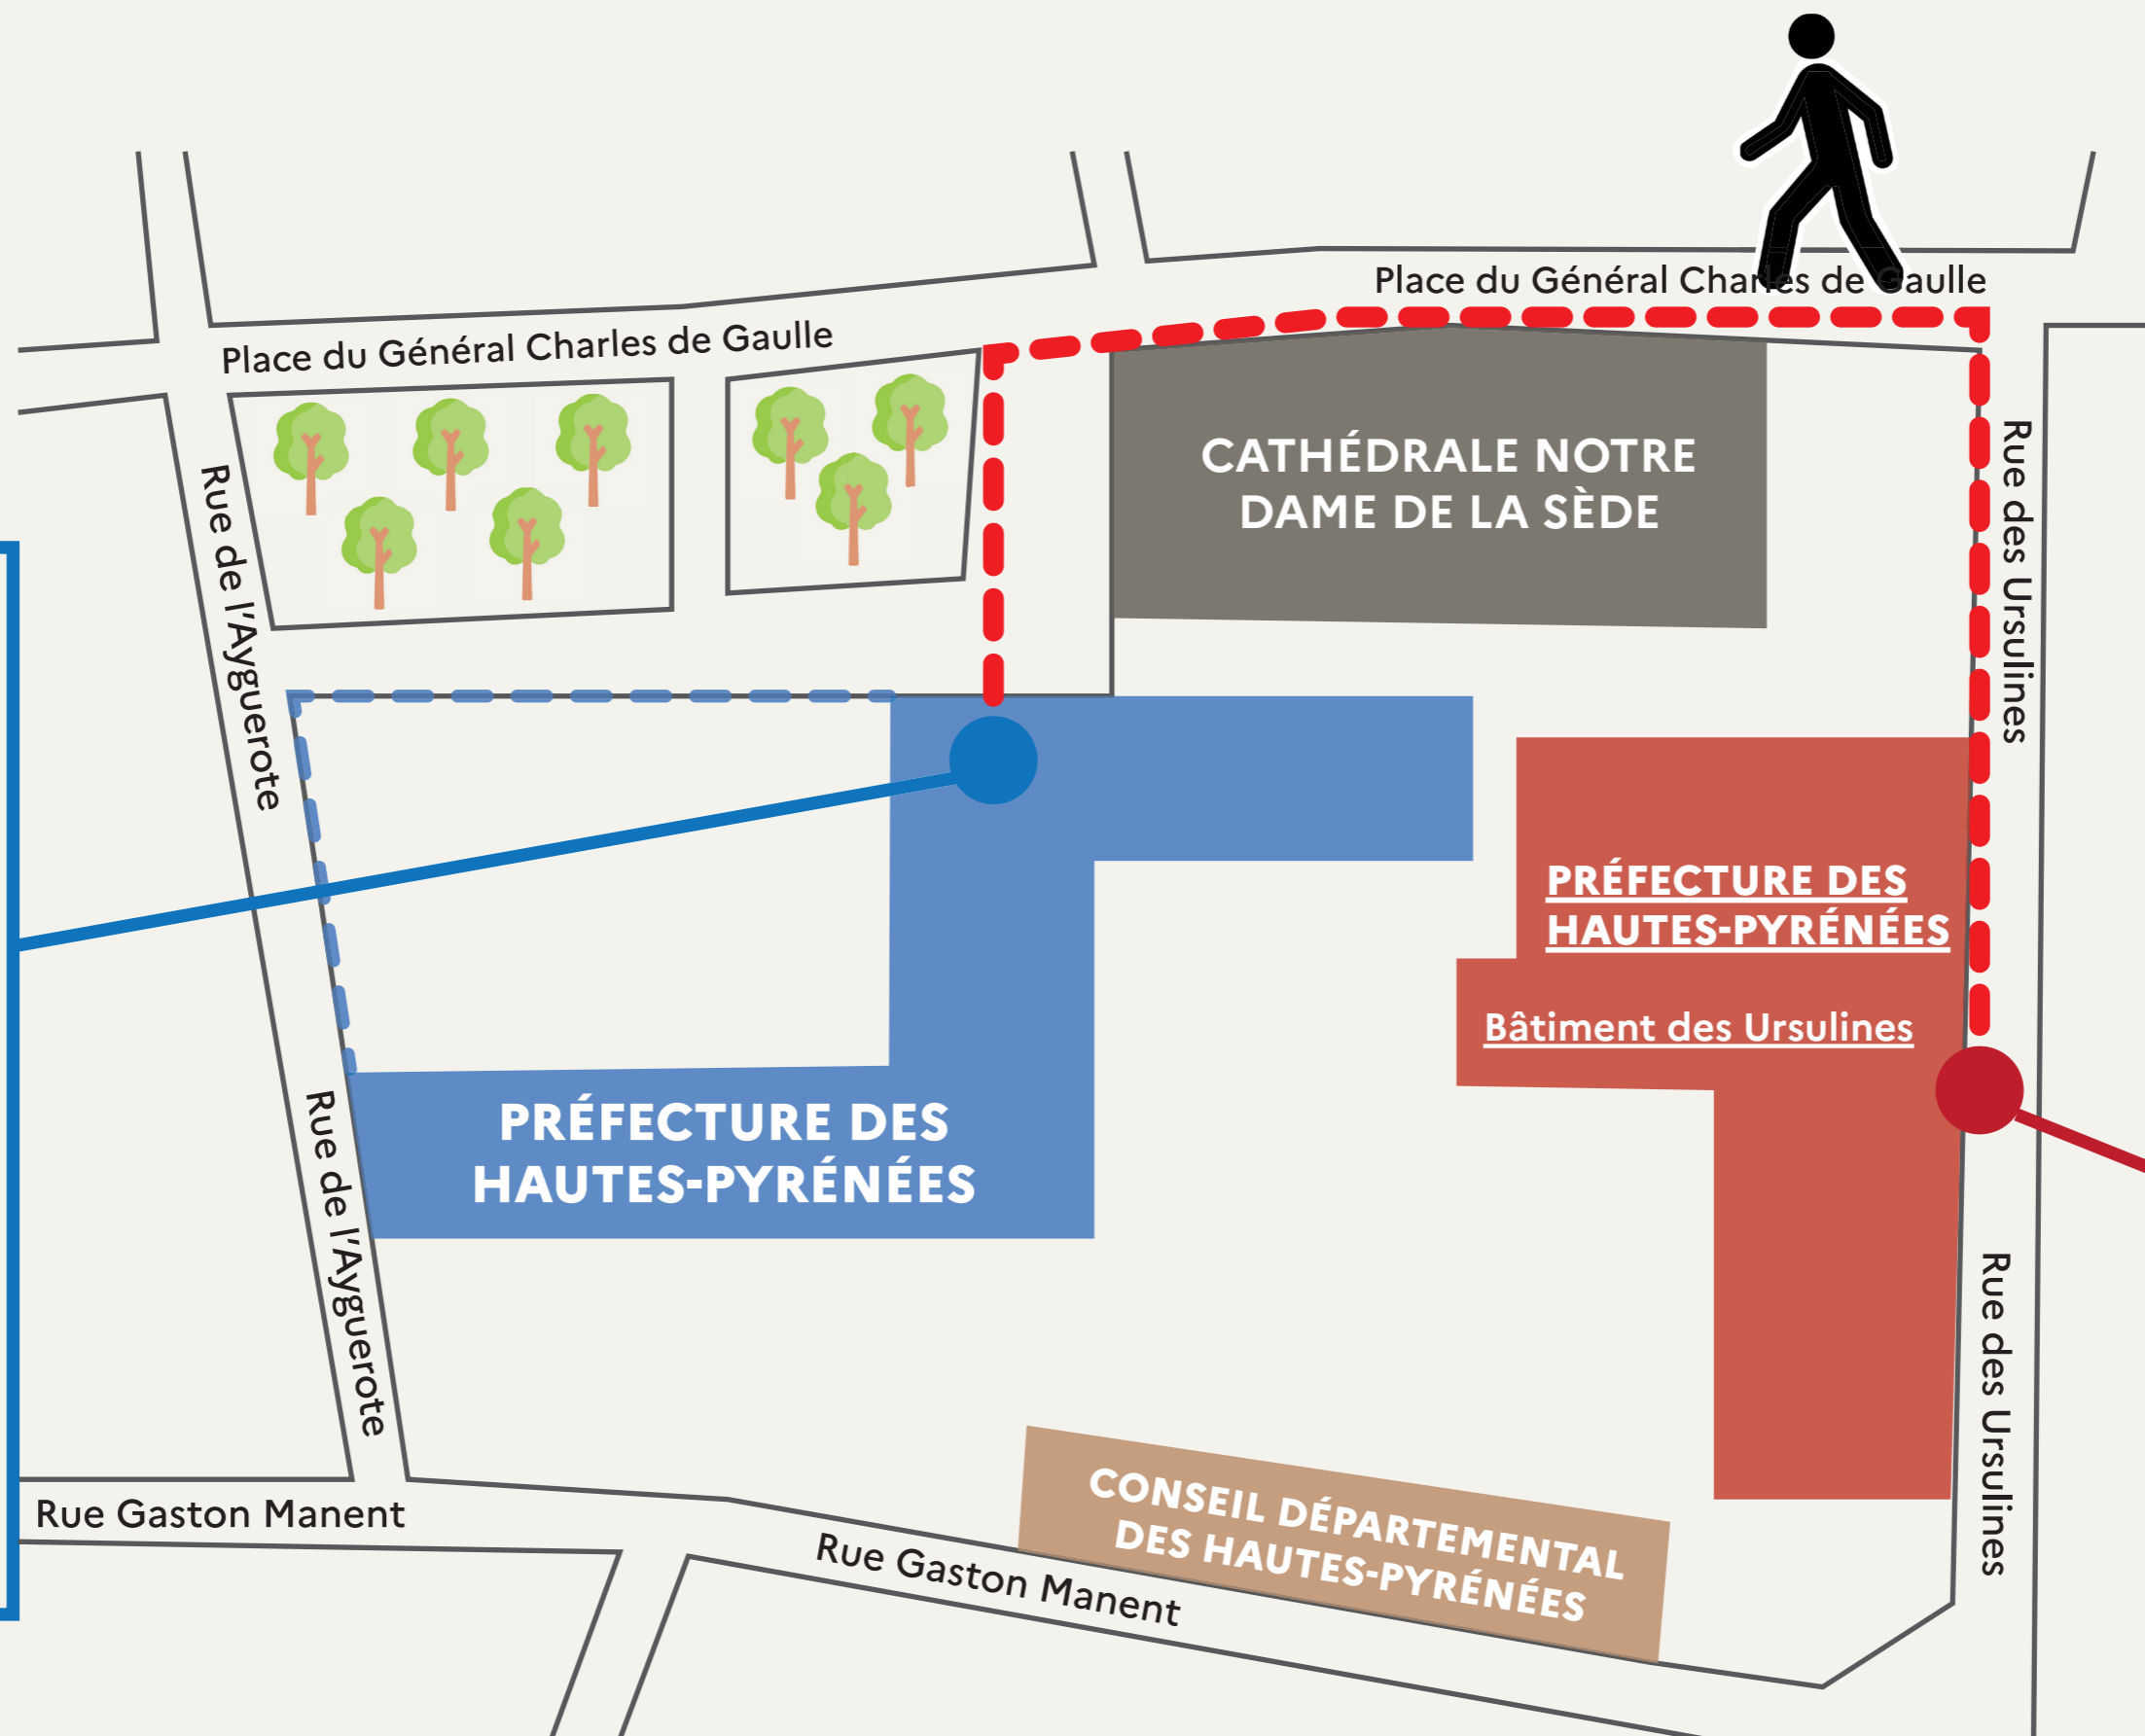 Place du Général Charles de Gaulle
Place du Général Charles de Gaulle
CATHÉDRALE NOTRE
DAME DE LA SÈDE
Rue de l'Ayguerote
Rue des Ursulines
PRÉFECTURE DES
HAUTES-PYRÉNÉES
Bâtiment des Ursulines
PRÉFECTURE DES
HAUTES-PYRÉNÉES
Rue de l'Ayguerote
Rue des Ursulines
CONSEIL DÉPARTEMENTAL
DES HAUTES-PYRÉNÉES
Rue Gaston Manent
Rue Gaston Manent